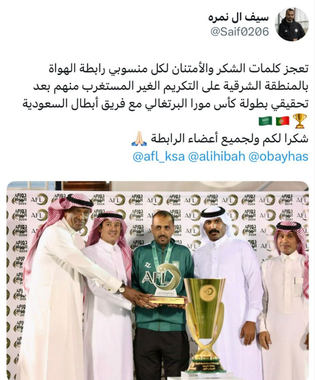 سيف ال نمره
@Saif0206
تعجز كلمات الشكر والأمتنان لكل منسوبي رابطة الهواة
بالمنطقة الشرقية على التكريم الغير المستغرب منهم بعد
تحقيقي بطولة كأس مورا البرتغالي مع فريق أبطال السعودية
🏆🇵🇹🇸🇦
شكرا لكم ولجميع أعضاء الرابطة 🙏🏻
@afl_ksa @alihibah @obayhas
AFL